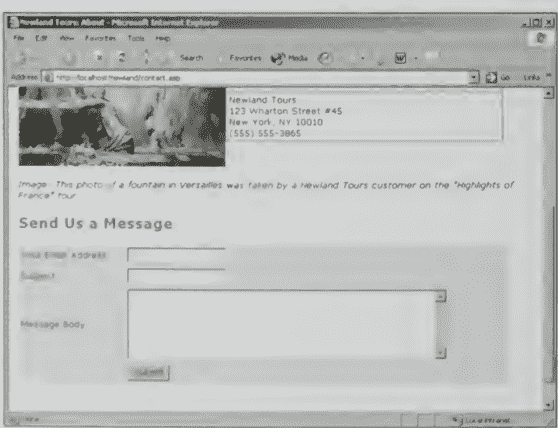 Newland Tours: About - Microsoft Internet Explorer
File Edit View Favorites Tools Help
Search Favorites Media
Address http://localhost/newland/contact.asp Go Links
Newland Tours
123 Wharton Street #45
New York, NY 10010
(555) 555-3865
Image: This photo of a fountain in Versailles was taken by a Newland Tours customer on the "Highlights of
France" tour
Send Us a Message
Your Email Address
Subject
Message Body
Submit
Done Local intranet